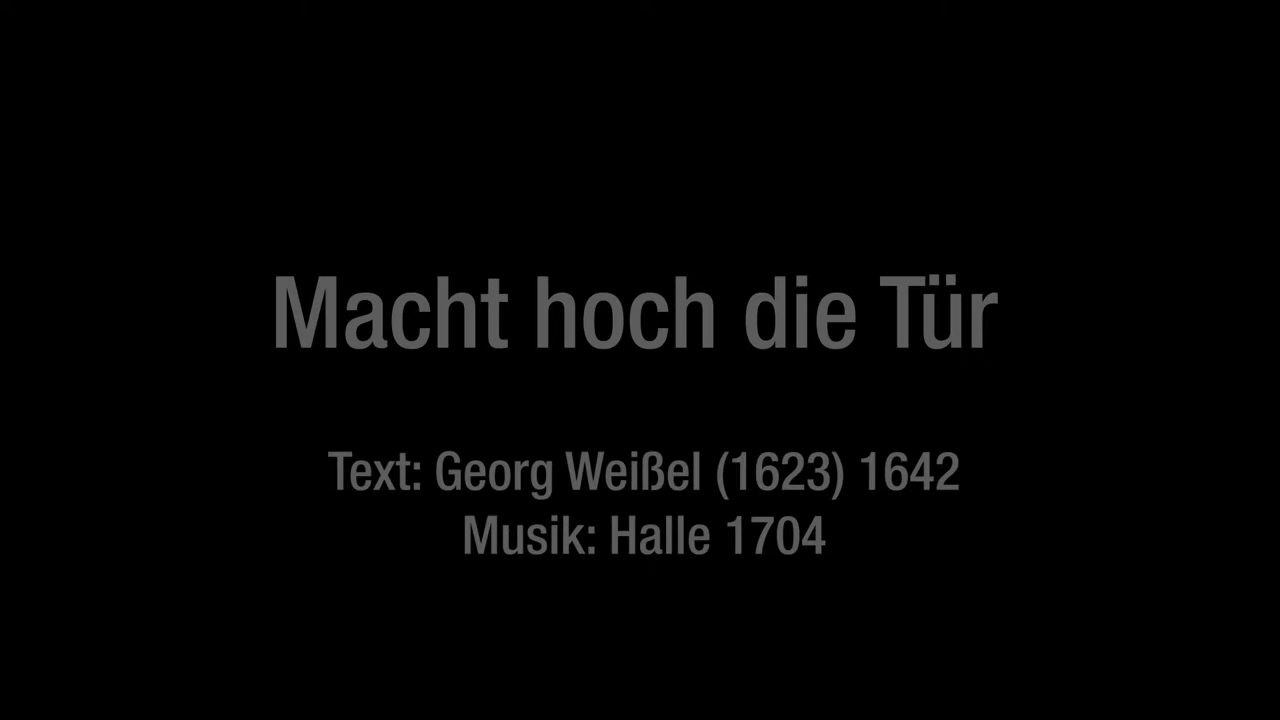 Macht hoch die Tür
Text: Georg Weißel (1623) 1642
Musik: Halle 1704